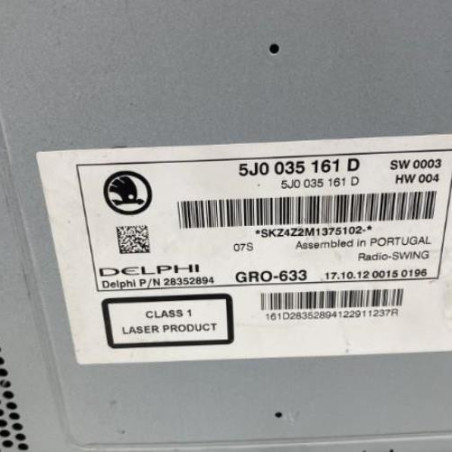 5J0 035 161 D SW 0003
5J0 035 161 D HW 004
*SKZ4Z2M1375102-*
07S Assembled in PORTUGAL
Radio-SWING
DELPHI GRO-633 17.10.12 0015 0196
Delphi P/N 28352894
CLASS 1
LASER PRODUCT
161D28352894122911237R